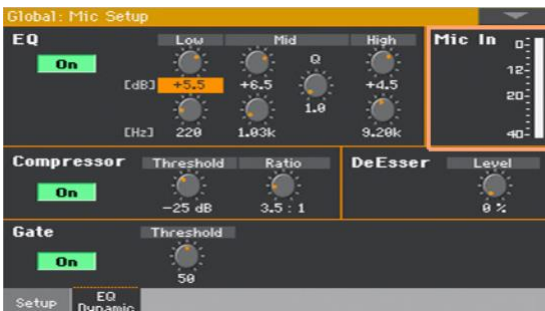 Global: Mic Setup
EQ Low Mid High Mic In
On Q
[dB] +5.5 +6.5 1.0 +4.5
[Hz] 220 1.03k 9.20k
0
12
20
40
Compressor Threshold Ratio DeEsser Level
On
-25 dB 3.5 : 1 0 %
Gate Threshold
On
50
Setup EQ
Dynamic